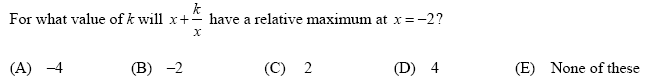 For what value of k will x + k/x have a relative maximum at x = −2?
(A) −4 (B) −2 (C) 2 (D) 4 (E) None of these